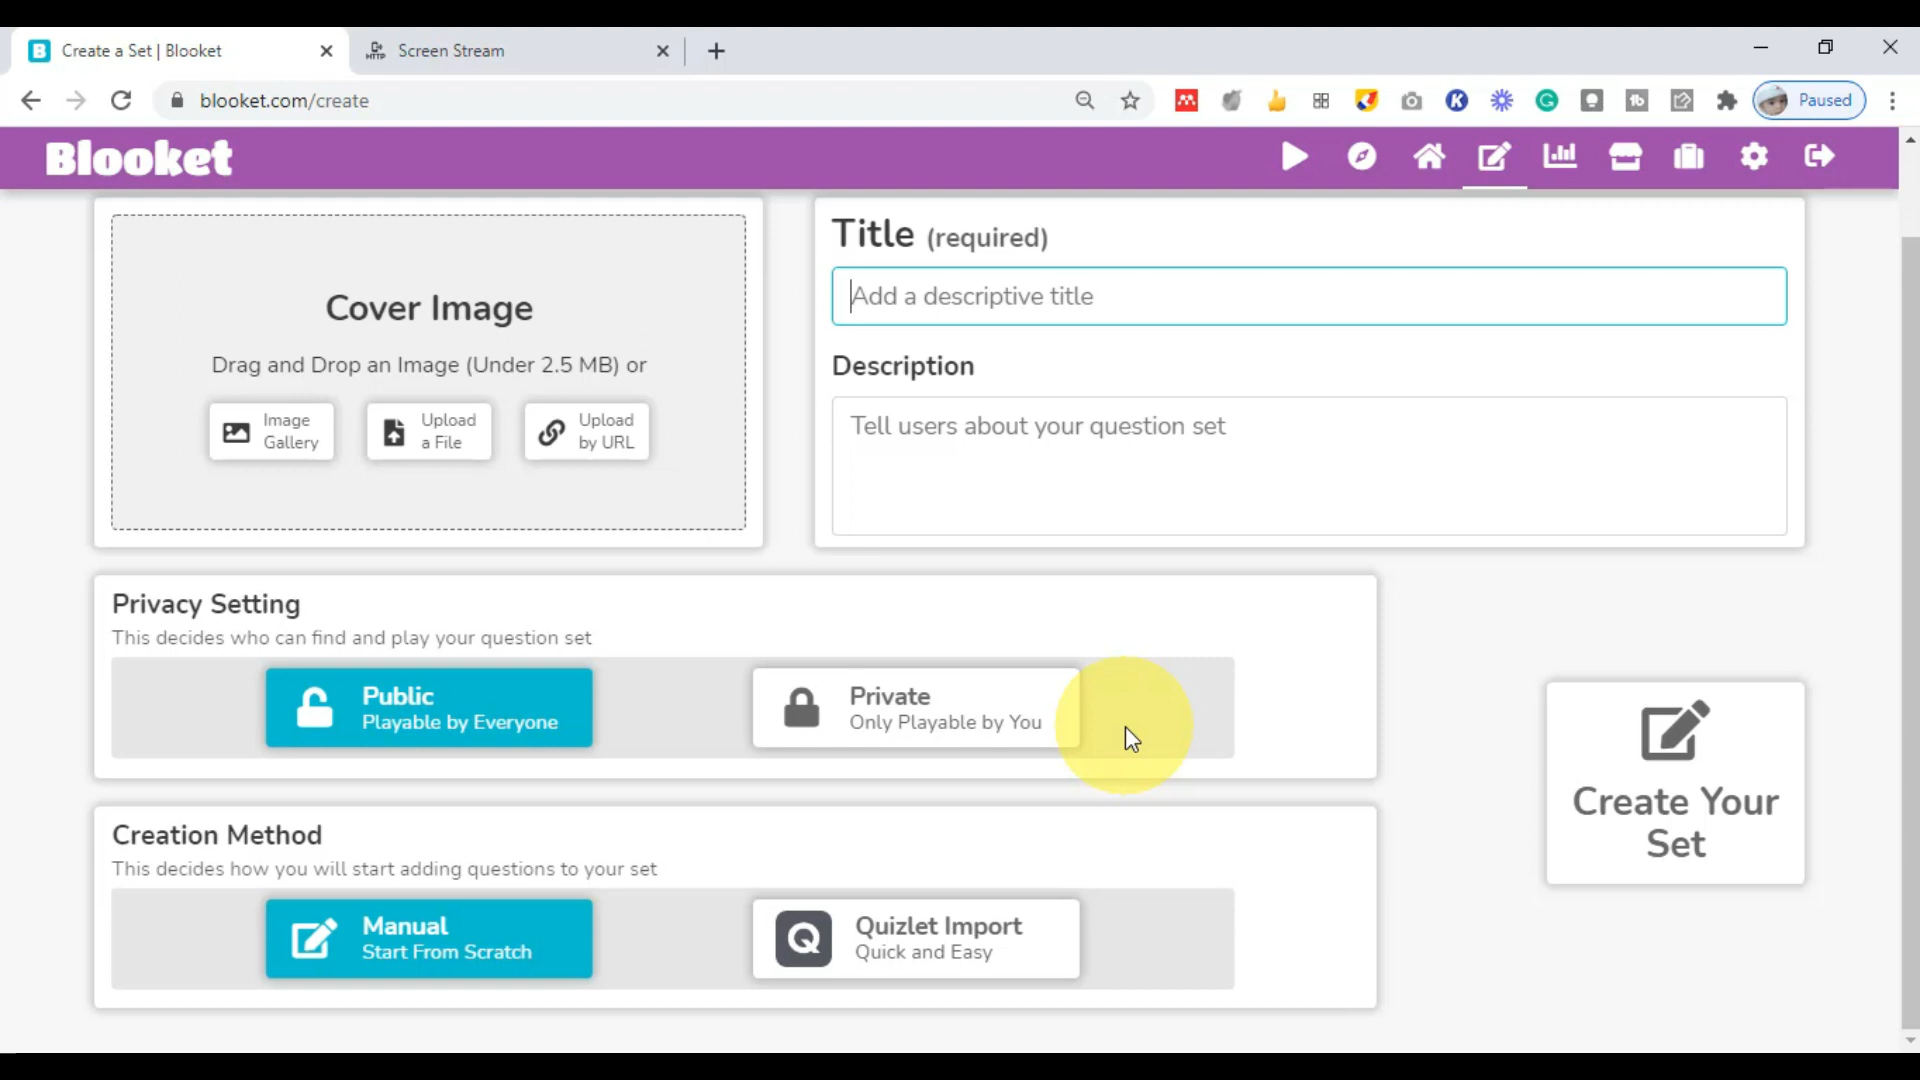 Create a Set | Blooket
Screen Stream
blooket.com/create
Paused
Blooket
Cover Image
Drag and Drop an Image (Under 2.5 MB) or
Image Gallery
Upload a File
Upload by URL
Title (required)
Add a descriptive title
Description
Tell users about your question set
Privacy Setting
This decides who can find and play your question set
Public
Playable by Everyone
Private
Only Playable by You
Creation Method
This decides how you will start adding questions to your set
Manual
Start From Scratch
Quizlet Import
Quick and Easy
Create Your
Set